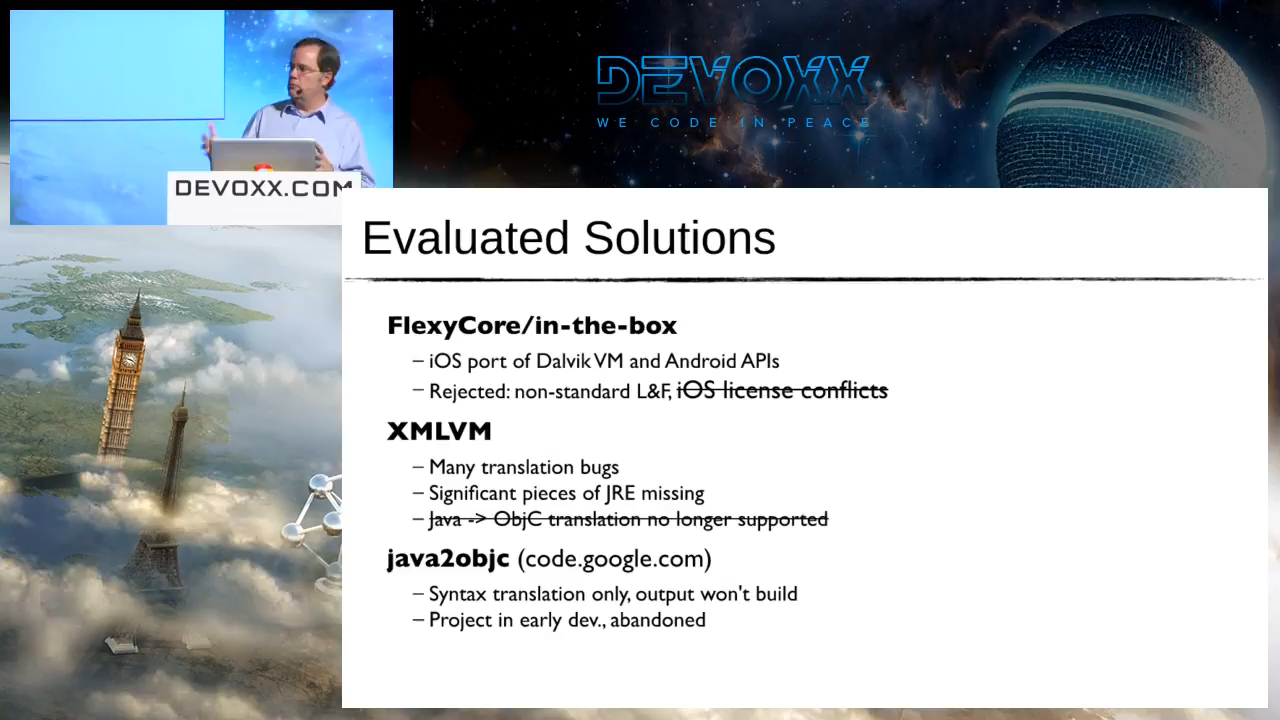 DEVOXX
WE CODE IN PEACE
DEVOXX.COM
Evaluated Solutions
FlexyCore/in-the-box
– iOS port of Dalvik VM and Android APIs
– Rejected: non-standard L&F, iOS license conflicts
XMLVM
– Many translation bugs
– Significant pieces of JRE missing
– Java -> ObjC translation no longer supported
java2objc (code.google.com)
– Syntax translation only, output won't build
– Project in early dev., abandoned